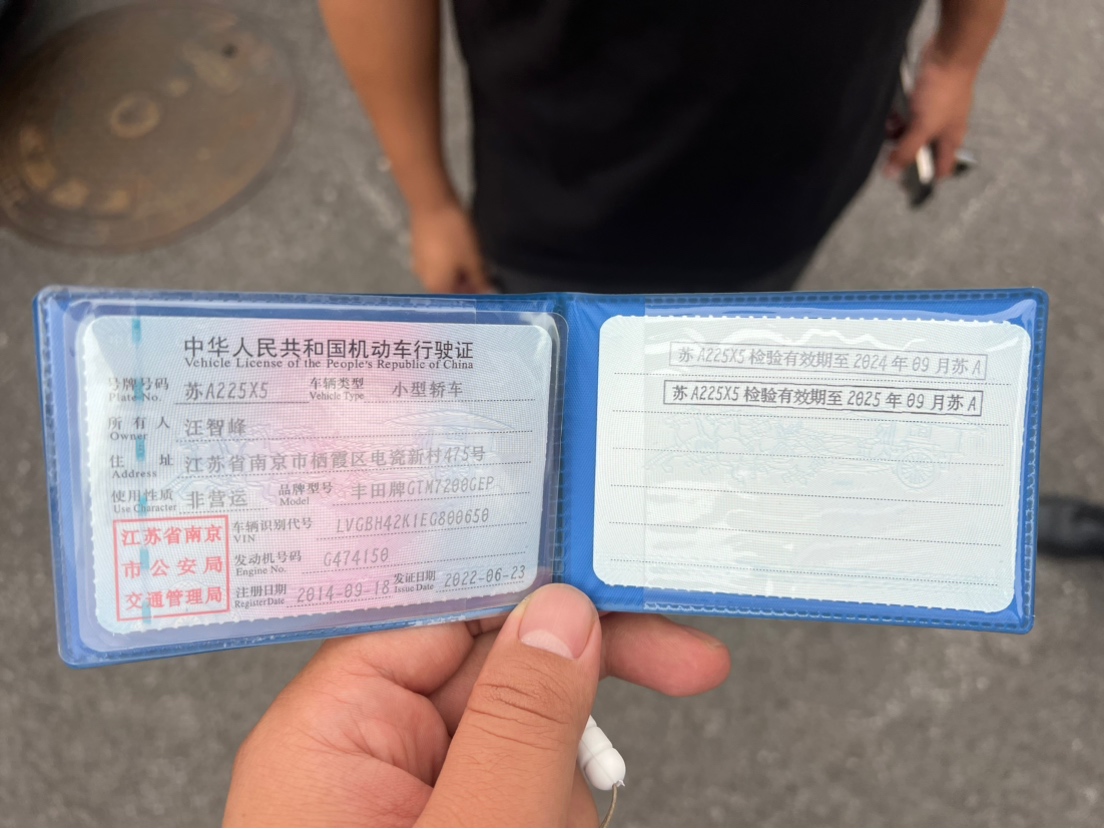 中华人民共和国机动车行驶证
Vehicle License of the People's Republic of China
号牌号码 苏A225X5 车辆类型 小型轿车
Plate No. Vehicle Type
所有人 汪智峰
Owner
住址 江苏省南京市栖霞区电瓷新村475号
Address
使用性质 非营运 品牌型号 丰田牌GTM7200GEP
Use Character Model
江苏省南京
市公安局
交通管理局
车辆识别代号 LVGBH42K1EG800650
VIN
发动机号码 G474150
Engine No.
注册日期 2014-09-18 发证日期 2022-06-23
RegisterDate Issue Date
苏A225X5检验有效期至2024年09月苏A
苏A225X5检验有效期至2025年09月苏A